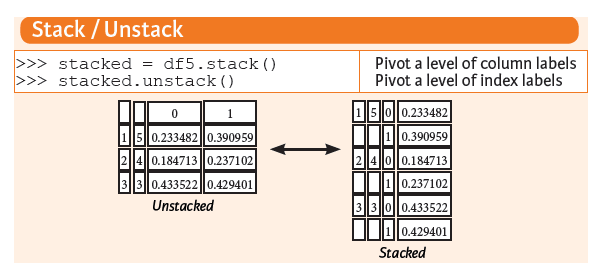 Stack / Unstack
>>> stacked = df5.stack() Pivot a level of column labels
>>> stacked.unstack() Pivot a level of index labels
0 1
1 5 0.233482 0.390959
2 4 0.184713 0.237102
3 3 0.433522 0.429401
Unstacked
1 5 0 0.233482
1 0.390959
2 4 0 0.184713
1 0.237102
3 3 0 0.433522
1 0.429401
Stacked